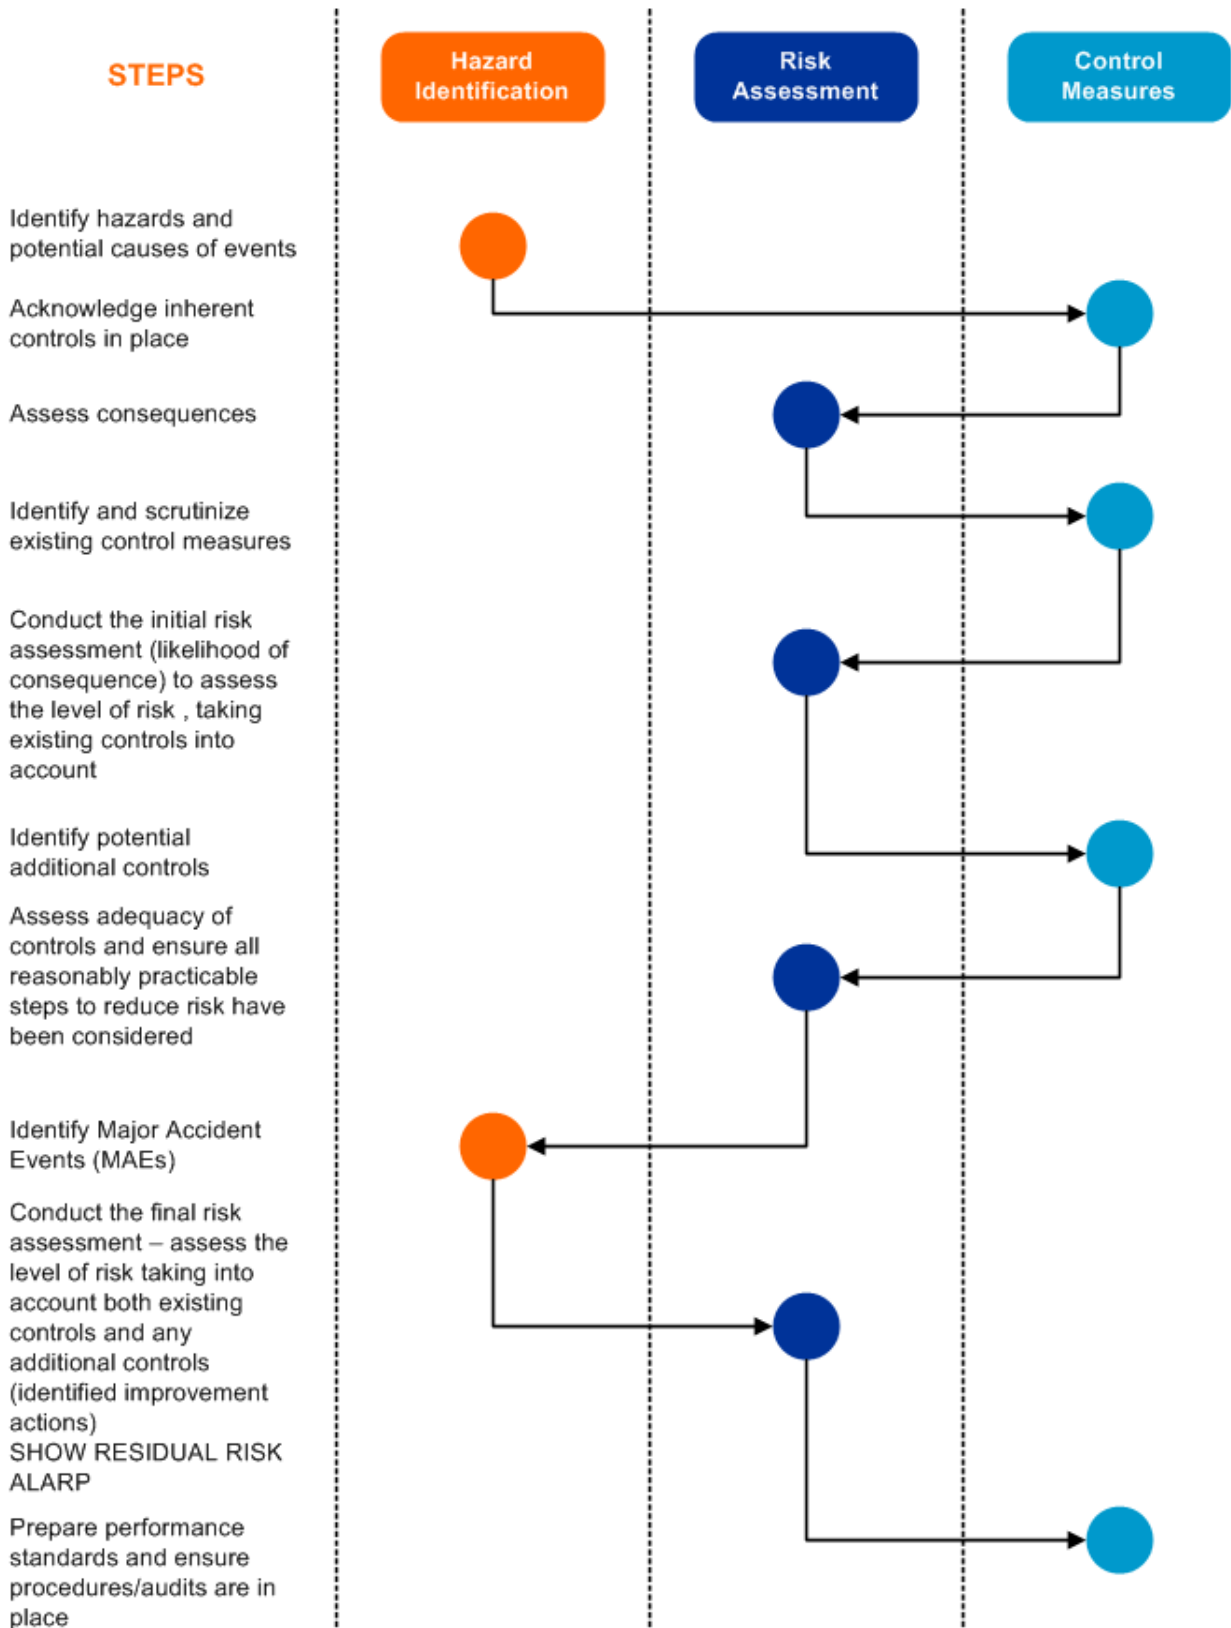 STEPS
Hazard
Identification
Risk
Assessment
Control
Measures
Identify hazards and
potential causes of events
Acknowledge inherent
controls in place
Assess consequences
Identify and scrutinize
existing control measures
Conduct the initial risk
assessment (likelihood of
consequence) to assess
the level of risk , taking
existing controls into
account
Identify potential
additional controls
Assess adequacy of
controls and ensure all
reasonably practicable
steps to reduce risk have
been considered
Identify Major Accident
Events (MAEs)
Conduct the final risk
assessment – assess the
level of risk taking into
account both existing
controls and any
additional controls
(identified improvement
actions)
SHOW RESIDUAL RISK
ALARP
Prepare performance
standards and ensure
procedures/audits are in
place